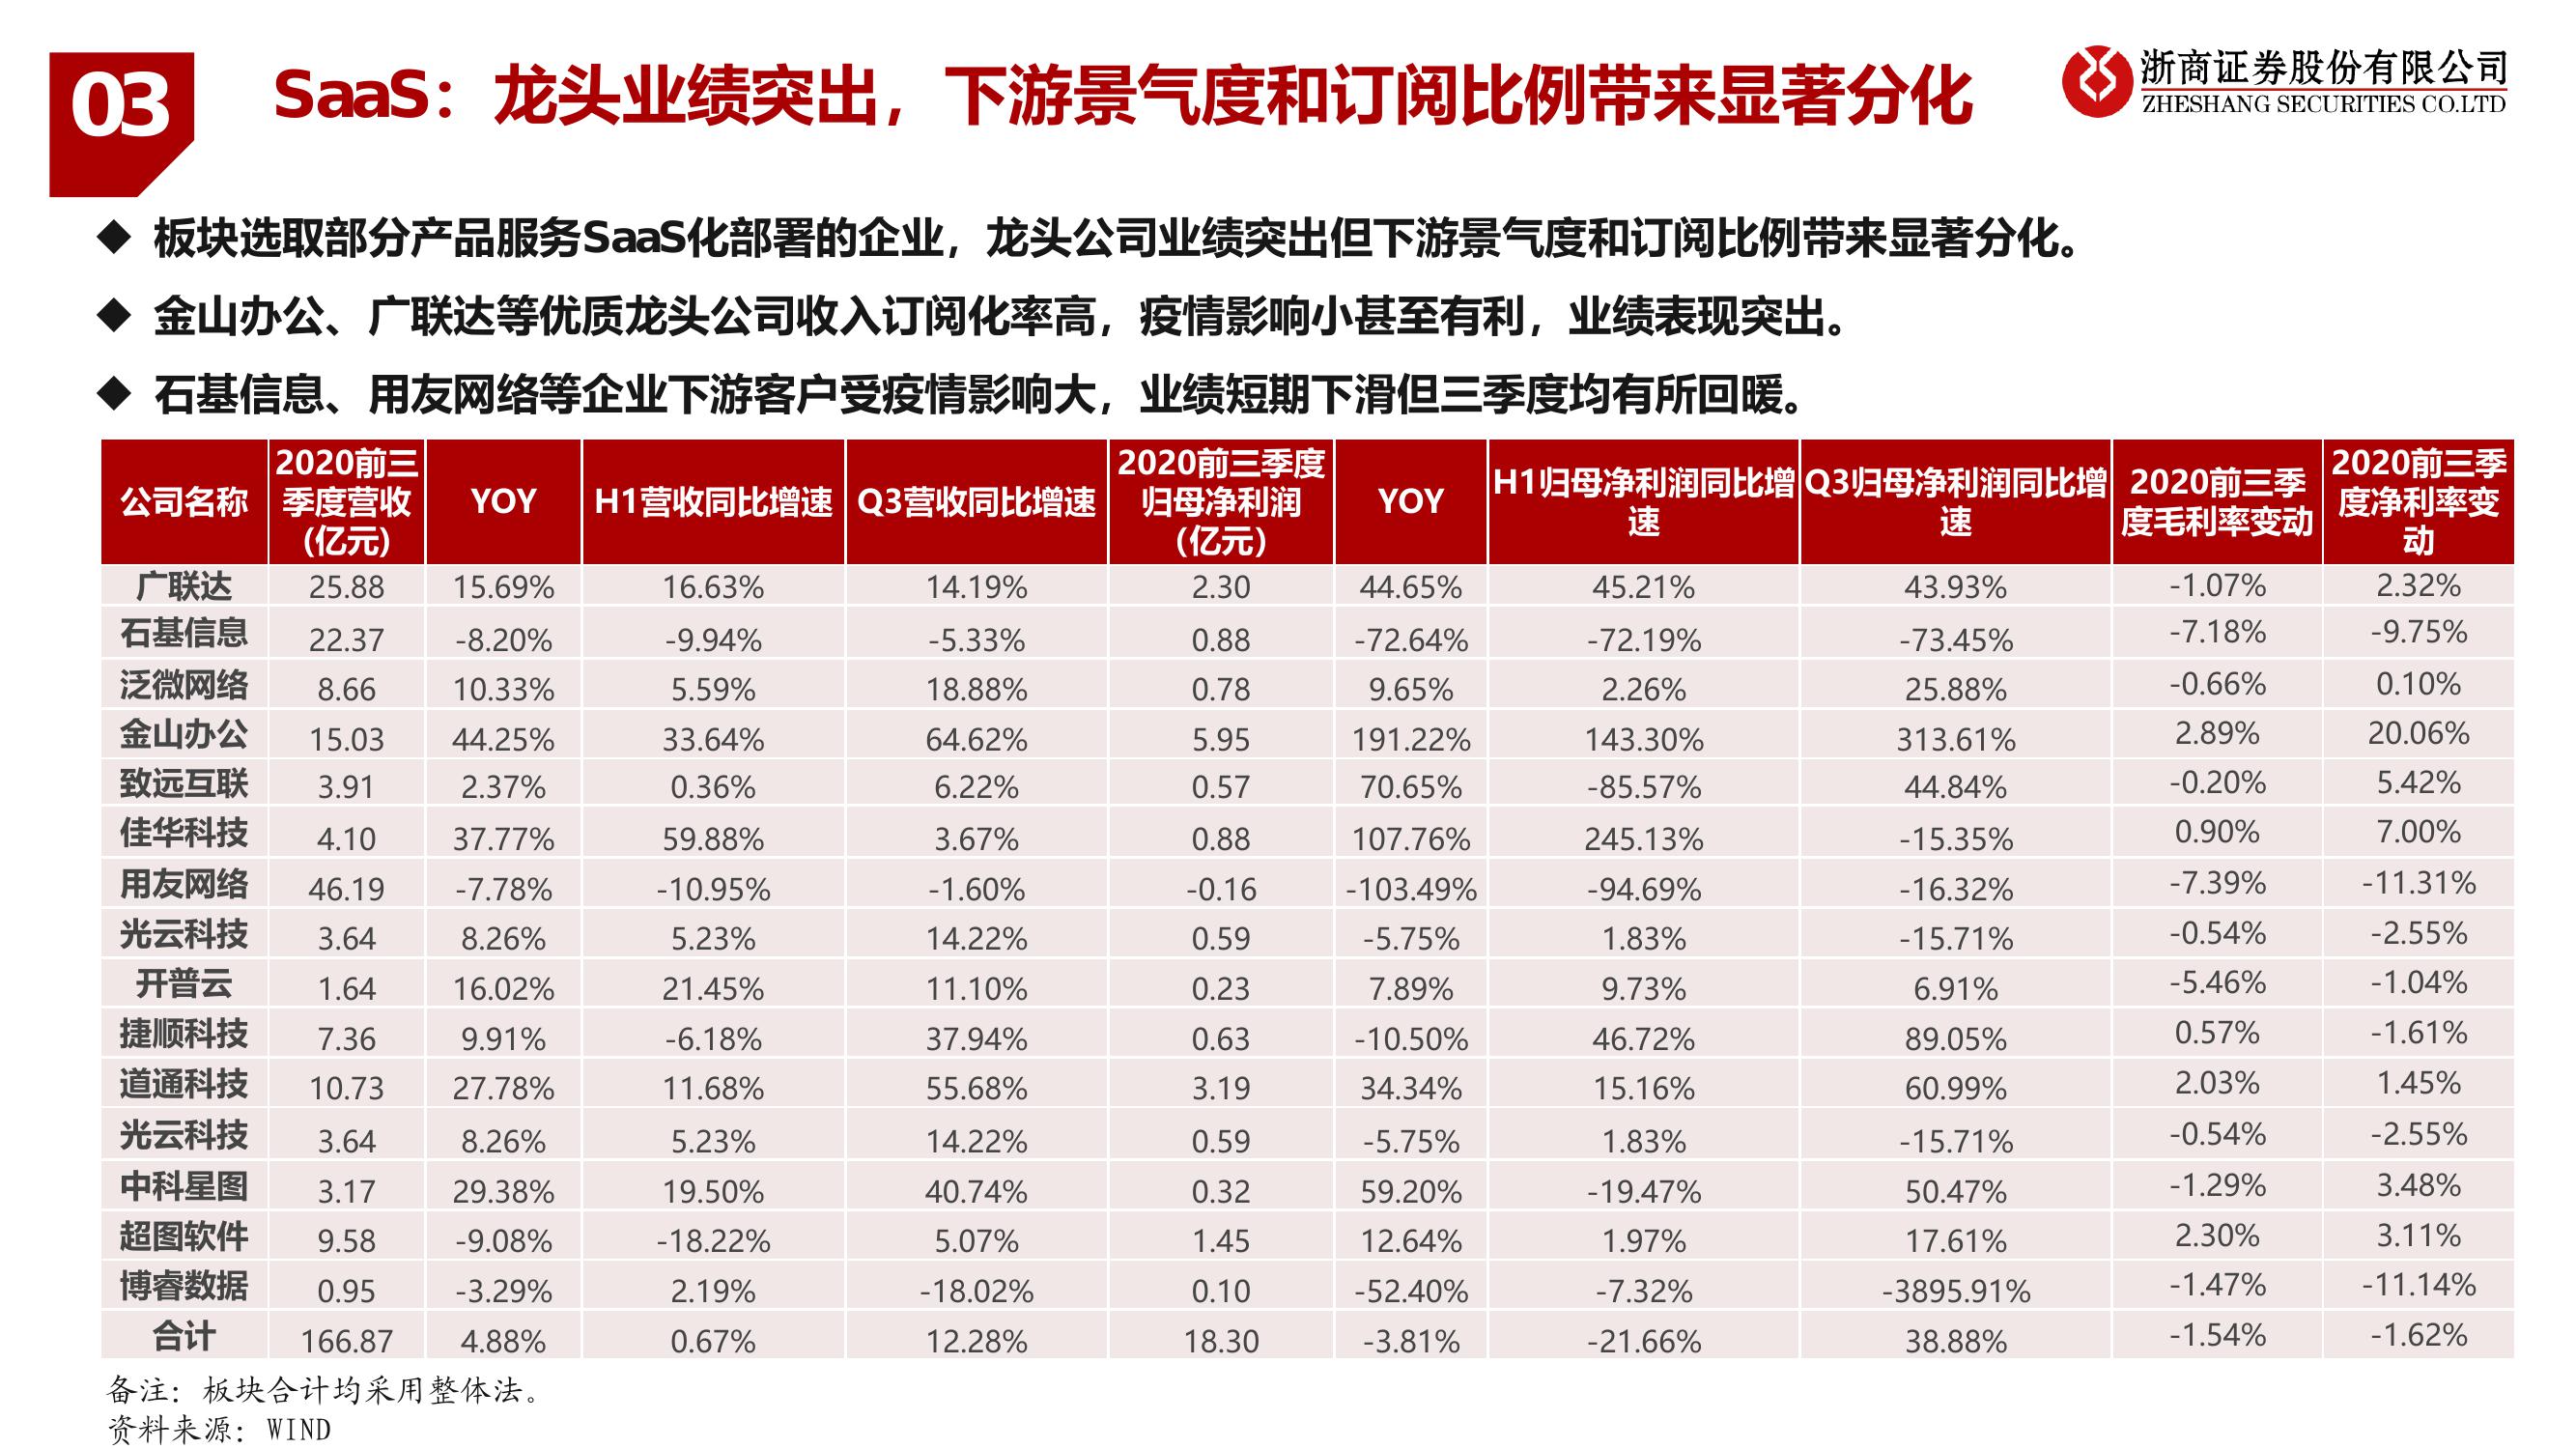 03
SaaS：龙头业绩突出，下游景气度和订阅比例带来显著分化
浙商证券股份有限公司
ZHESHANG SECURITIES CO.LTD
◆ 板块选取部分产品服务SaaS化部署的企业，龙头公司业绩突出但下游景气度和订阅比例带来显著分化。
◆ 金山办公、广联达等优质龙头公司收入订阅化率高，疫情影响小甚至有利，业绩表现突出。
◆ 石基信息、用友网络等企业下游客户受疫情影响大，业绩短期下滑但三季度均有所回暖。
公司名称 2020前三季度营收(亿元) YOY H1营收同比增速 Q3营收同比增速 2020前三季度归母净利润（亿元） YOY H1归母净利润同比增速 Q3归母净利润同比增速 2020前三季度毛利率变动 2020前三季度净利率变动
广联达 25.88 15.69% 16.63% 14.19% 2.30 44.65% 45.21% 43.93% -1.07% 2.32%
石基信息 22.37 -8.20% -9.94% -5.33% 0.88 -72.64% -72.19% -73.45% -7.18% -9.75%
泛微网络 8.66 10.33% 5.59% 18.88% 0.78 9.65% 2.26% 25.88% -0.66% 0.10%
金山办公 15.03 44.25% 33.64% 64.62% 5.95 191.22% 143.30% 313.61% 2.89% 20.06%
致远互联 3.91 2.37% 0.36% 6.22% 0.57 70.65% -85.57% 44.84% -0.20% 5.42%
佳华科技 4.10 37.77% 59.88% 3.67% 0.88 107.76% 245.13% -15.35% 0.90% 7.00%
用友网络 46.19 -7.78% -10.95% -1.60% -0.16 -103.49% -94.69% -16.32% -7.39% -11.31%
光云科技 3.64 8.26% 5.23% 14.22% 0.59 -5.75% 1.83% -15.71% -0.54% -2.55%
开普云 1.64 16.02% 21.45% 11.10% 0.23 7.89% 9.73% 6.91% -5.46% -1.04%
捷顺科技 7.36 9.91% -6.18% 37.94% 0.63 -10.50% 46.72% 89.05% 0.57% -1.61%
道通科技 10.73 27.78% 11.68% 55.68% 3.19 34.34% 15.16% 60.99% 2.03% 1.45%
光云科技 3.64 8.26% 5.23% 14.22% 0.59 -5.75% 1.83% -15.71% -0.54% -2.55%
中科星图 3.17 29.38% 19.50% 40.74% 0.32 59.20% -19.47% 50.47% -1.29% 3.48%
超图软件 9.58 -9.08% -18.22% 5.07% 1.45 12.64% 1.97% 17.61% 2.30% 3.11%
博睿数据 0.95 -3.29% 2.19% -18.02% 0.10 -52.40% -7.32% -3895.91% -1.47% -11.14%
合计 166.87 4.88% 0.67% 12.28% 18.30 -3.81% -21.66% 38.88% -1.54% -1.62%
备注：板块合计均采用整体法。
资料来源：WIND